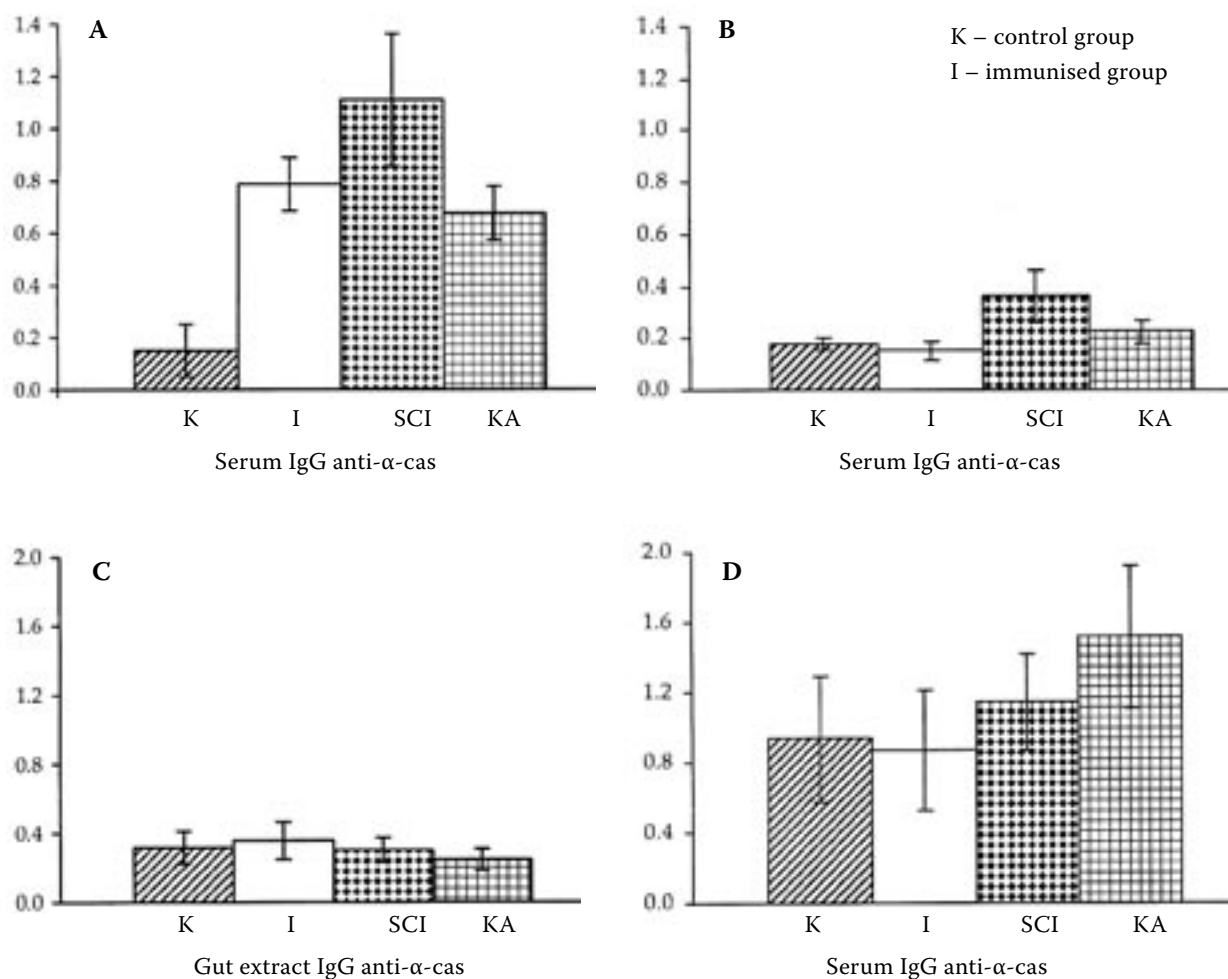 A
1.4
1.2
1.0
0.8
0.6
0.4
0.2
0.0
K I SCI KA
Serum IgG anti-α-cas
B
K – control group
I – immunised group
1.4
1.2
1.0
0.8
0.6
0.4
0.2
0.0
K I SCI KA
Serum IgG anti-α-cas
C
2.0
1.6
1.2
0.8
0.4
0.0
K I SCI KA
Gut extract IgG anti-α-cas
D
2.0
1.6
1.2
0.8
0.4
0.0
K I SCI KA
Serum IgG anti-α-cas